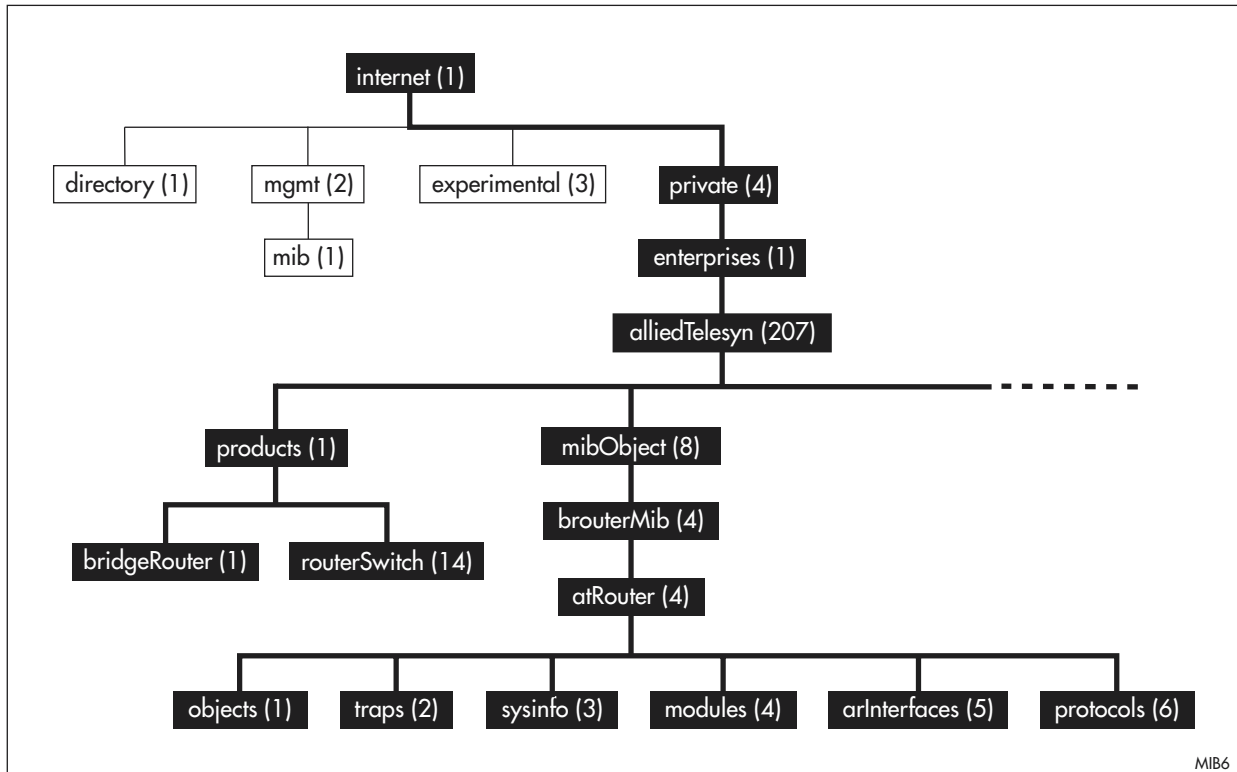 internet (1)
directory (1)
mgmt (2)
experimental (3)
private (4)
mib (1)
enterprises (1)
alliedTelesyn (207)
products (1)
mibObject (8)
brouterMib (4)
bridgeRouter (1)
routerSwitch (14)
atRouter (4)
objects (1)
traps (2)
sysinfo (3)
modules (4)
arInterfaces (5)
protocols (6)
MIB6